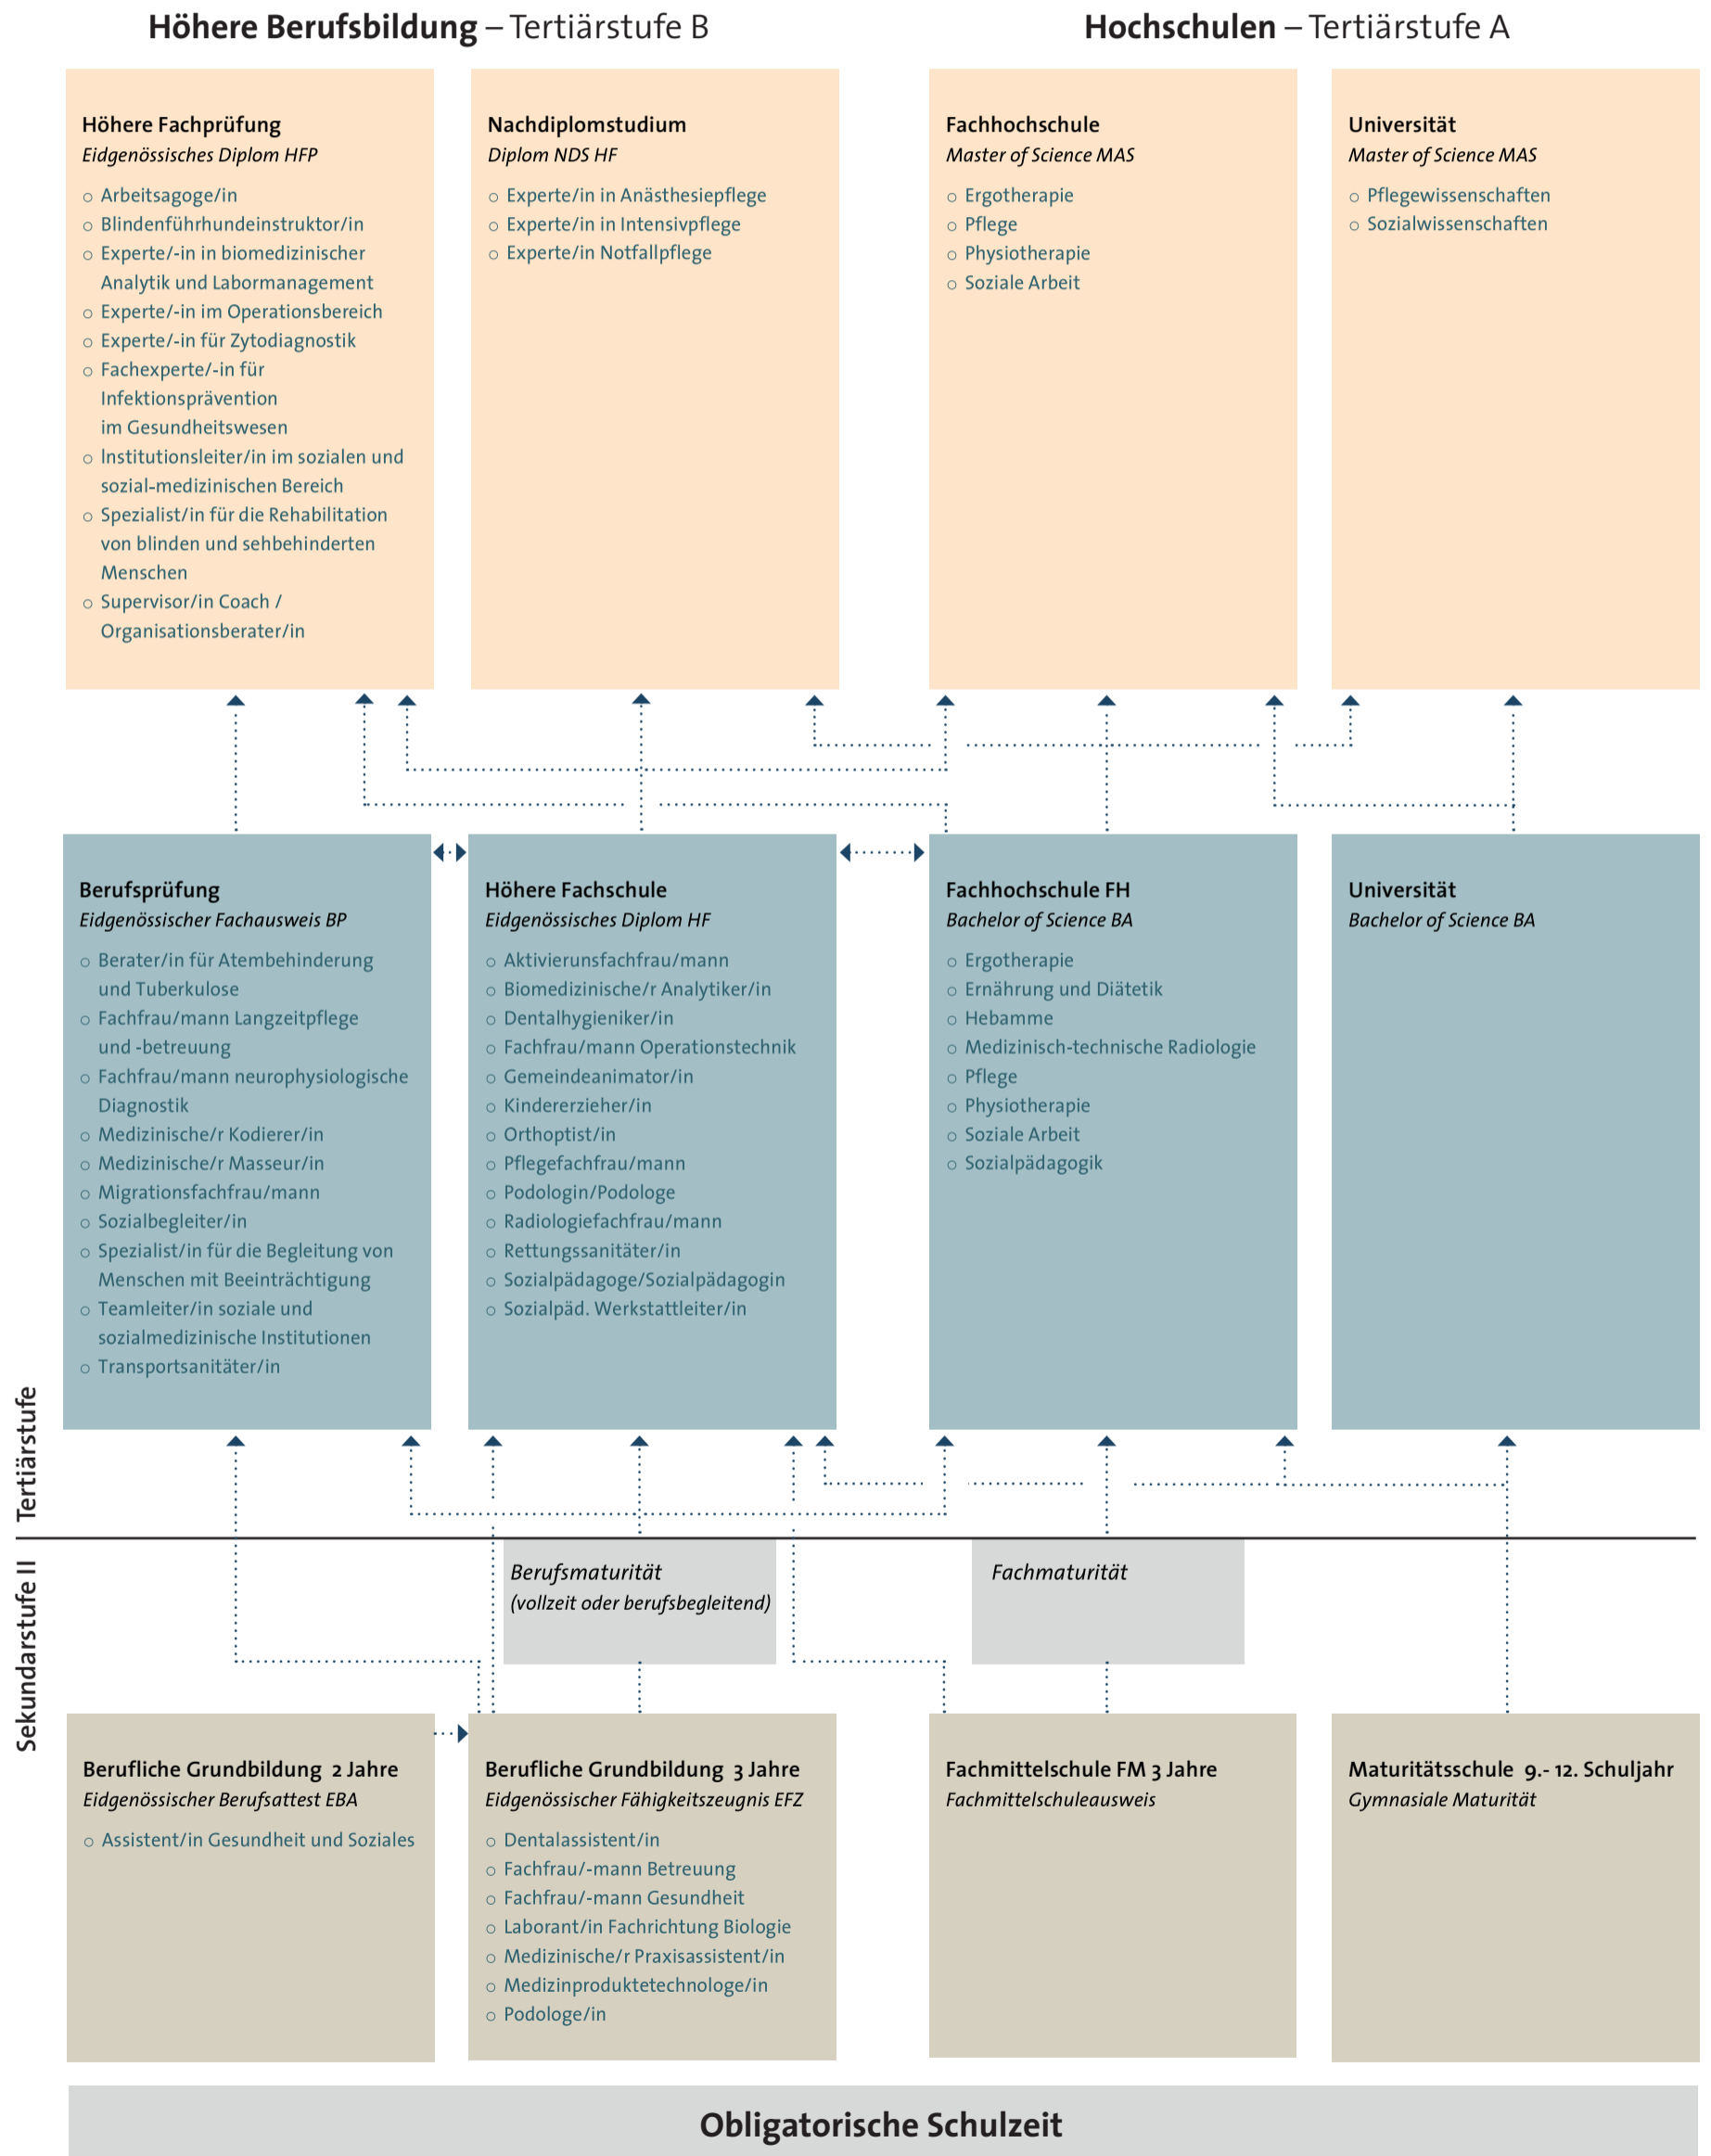 Höhere Berufsbildung – Tertiärstufe B
Hochschulen – Tertiärstufe A
Höhere Fachprüfung
Eidgenössisches Diplom HFP
Arbeitsagoge/in
Blindenführhundeinstruktor/in
Experte/-in in biomedizinischer
Analytik und Labormanagement
Experte/-in im Operationsbereich
Experte/-in für Zytodiagnostik
Fachexperte/-in für
Infektionsprävention
im Gesundheitswesen
Institutionsleiter/in im sozialen und
sozial-medizinischen Bereich
Spezialist/in für die Rehabilitation
von blinden und sehbehinderten
Menschen
Supervisor/in Coach /
Organisationsberater/in
Nachdiplomstudium
Diplom NDS HF
Experte/in in Anästhesiepflege
Experte/in in Intensivpflege
Experte/in Notfallpflege
Fachhochschule
Master of Science MAS
Ergotherapie
Pflege
Physiotherapie
Soziale Arbeit
Universität
Master of Science MAS
Pflegewissenschaften
Sozialwissenschaften
Berufsprüfung
Eidgenössischer Fachausweis BP
Berater/in für Atembehinderung
und Tuberkulose
Fachfrau/mann Langzeitpflege
und -betreuung
Fachfrau/mann neurophysiologische
Diagnostik
Medizinische/r Kodierer/in
Medizinische/r Masseur/in
Migrationsfachfrau/mann
Sozialbegleiter/in
Spezialist/in für die Begleitung von
Menschen mit Beeinträchtigung
Teamleiter/in soziale und
sozialmedizinische Institutionen
Transportsanitäter/in
Höhere Fachschule
Eidgenössisches Diplom HF
Aktivierunsfachfrau/mann
Biomedizinische/r Analytiker/in
Dentalhygieniker/in
Fachfrau/mann Operationstechnik
Gemeindeanimator/in
Kindererzieher/in
Orthoptist/in
Pflegefachfrau/mann
Podologin/Podologe
Radiologiefachfrau/mann
Rettungssanitäter/in
Sozialpädagoge/Sozialpädagogin
Sozialpäd. Werkstattleiter/in
Fachhochschule FH
Bachelor of Science BA
Ergotherapie
Ernährung und Diätetik
Hebamme
Medizinisch-technische Radiologie
Pflege
Physiotherapie
Soziale Arbeit
Sozialpädagogik
Universität
Bachelor of Science BA
Tertiärstufe
Sekundarstufe II
Berufsmaturität
(vollzeit oder berufsbegleitend)
Fachmaturität
Berufliche Grundbildung 2 Jahre
Eidgenössischer Berufsattest EBA
Assistent/in Gesundheit und Soziales
Berufliche Grundbildung 3 Jahre
Eidgenössischer Fähigkeitszeugnis EFZ
Dentalassistent/in
Fachfrau/-mann Betreuung
Fachfrau/-mann Gesundheit
Laborant/in Fachrichtung Biologie
Medizinische/r Praxisassistent/in
Medizinproduktetechnologe/in
Podologe/in
Fachmittelschule FM 3 Jahre
Fachmittelschuleausweis
Maturitätsschule 9.- 12. Schuljahr
Gymnasiale Maturität
Obligatorische Schulzeit